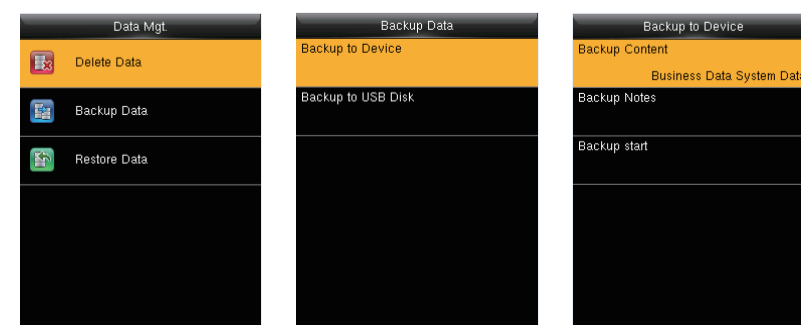 Data Mgt.
Delete Data
Backup Data
Restore Data
Backup Data
Backup to Device
Backup to USB Disk
Backup to Device
Backup Content
Business Data System Data
Backup Notes
Backup start